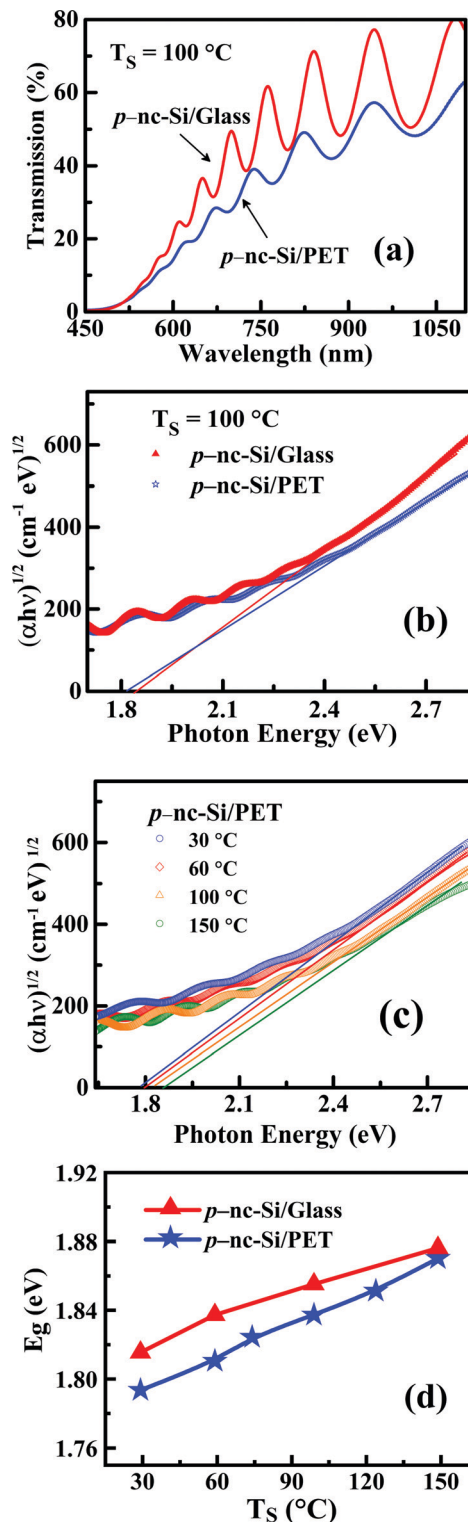 80
60
40
20
0
Transmission (%)
T_S = 100 °C
p–nc-Si/Glass
p–nc-Si/PET
(a)
450 600 750 900 1050
Wavelength (nm)
600
400
200
0
(αhν)^1/2 (cm^-1 eV)^1/2
T_S = 100 °C
p–nc-Si/Glass
p–nc-Si/PET
(b)
1.8 2.1 2.4 2.7
Photon Energy (eV)
600
400
200
0
(αhν)^1/2 (cm^-1 eV)^1/2
p–nc-Si/PET
30 °C
60 °C
100 °C
150 °C
(c)
1.8 2.1 2.4 2.7
Photon Energy (eV)
1.92
1.88
1.84
1.80
1.76
Eg (eV)
p–nc-Si/Glass
p–nc-Si/PET
(d)
30 60 90 120 150
T_S (°C)